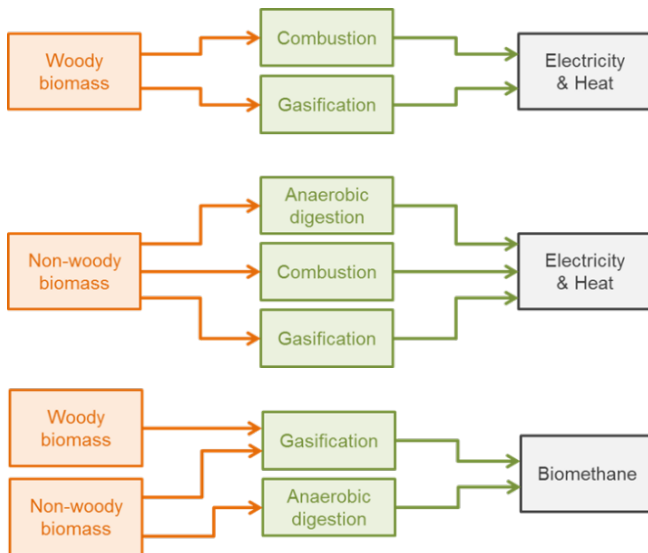 Woody
biomass
Combustion
Gasification
Electricity
& Heat
Non-woody
biomass
Anaerobic
digestion
Combustion
Gasification
Electricity
& Heat
Woody
biomass
Non-woody
biomass
Gasification
Anaerobic
digestion
Biomethane